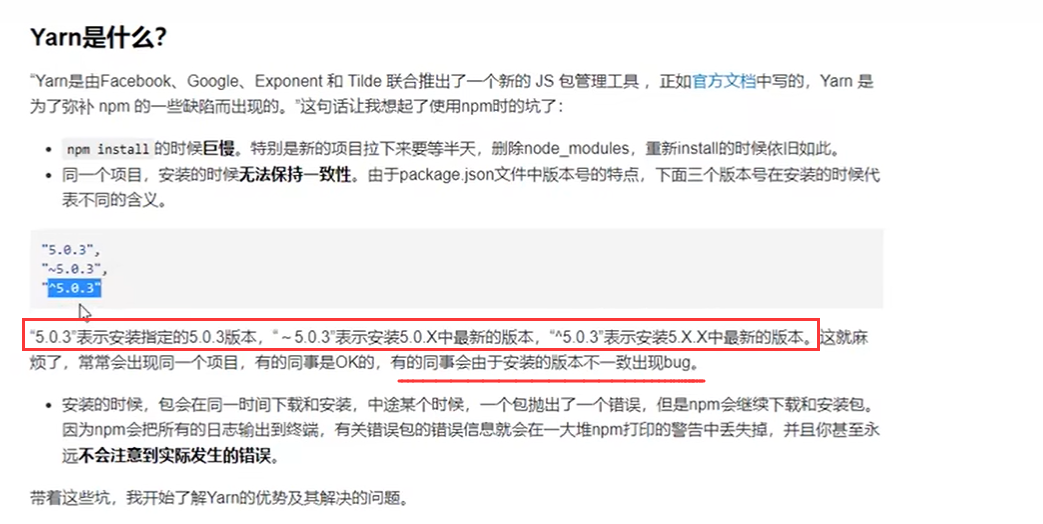 Yarn是什么？
“Yarn是由Facebook、Google、Exponent 和 Tilde 联合推出了一个新的 JS 包管理工具 ，正如官方文档中写的，Yarn 是
为了弥补 npm 的一些缺陷而出现的。”这句话让我想起了使用npm时的坑了：
• npm install 的时候巨慢。特别是新的项目拉下来要等半天，删除node_modules，重新install的时候依旧如此。
• 同一个项目，安装的时候无法保持一致性。由于package.json文件中版本号的特点，下面三个版本号在安装的时候代
表不同的含义。
"5.0.3",
"~5.0.3",
"^5.0.3"
“5.0.3”表示安装指定的5.0.3版本，“～5.0.3”表示安装5.0.X中最新的版本，“^5.0.3”表示安装5.X.X中最新的版本。这就麻
烦了，常常会出现同一个项目，有的同事是OK的，有的同事会由于安装的版本不一致出现bug。
• 安装的时候，包会在同一时间下载和安装，中途某个时候，一个包抛出了一个错误，但是npm会继续下载和安装包。
因为npm会把所有的日志输出到终端，有关错误包的错误信息就会在一大堆npm打印的警告中丢失掉，并且你甚至永
远不会注意到实际发生的错误。
带着这些坑，我开始了解Yarn的优势及其解决的问题。